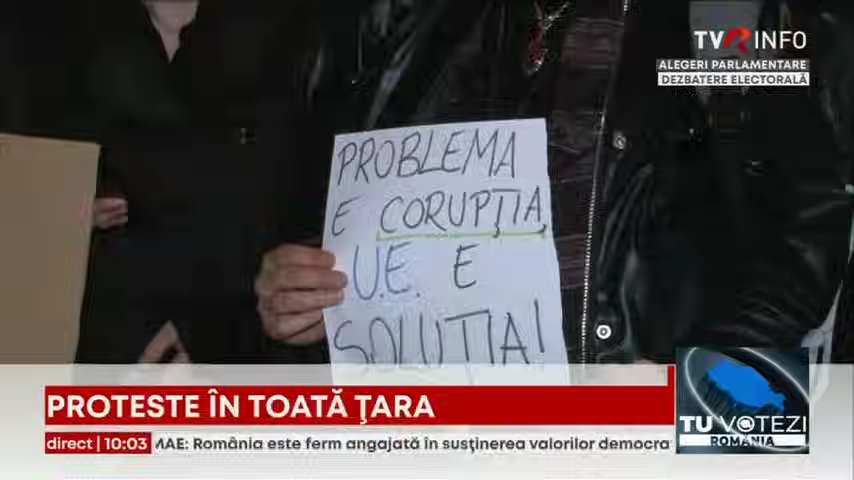 TVR INFO
ALEGERI PARLAMENTARE
DEZBATERE ELECTORALĂ
PROBLEMA
E CORUPȚIA,
U.E. E
SOLUȚIA!
PROTESTE ÎN TOATĂ ŢARA
direct | 10:03 MAE: România este ferm angajată în susţinerea valorilor democra
TU VOTEZI
ROMÂNIA